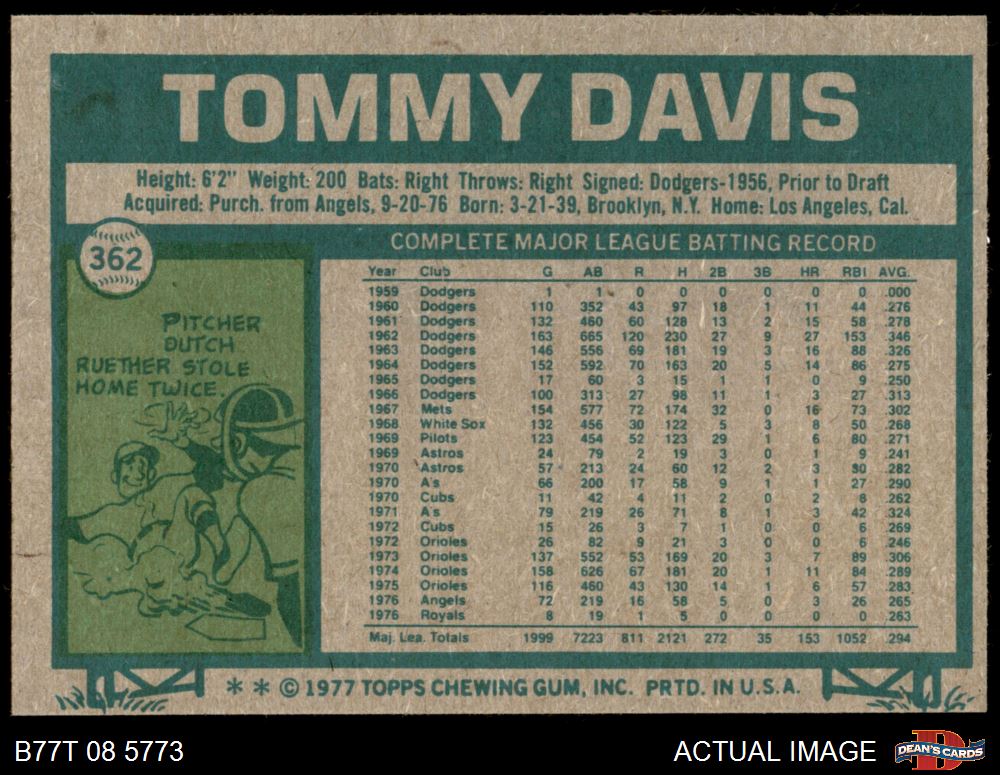 TOMMY DAVIS
Height: 6'2" Weight: 200 Bats: Right Throws: Right Signed: Dodgers-1956, Prior to Draft
Acquired: Purch. from Angels, 9-20-76 Born: 3-21-39, Brooklyn, N.Y. Home: Los Angeles, Cal.
362
PITCHER
DUTCH
RUETHER STOLE
HOME TWICE.
COMPLETE MAJOR LEAGUE BATTING RECORD
Year Club G AB R H 2B 3B HR RBI AVG.
1959 Dodgers 1 1 0 0 0 0 0 0 .000
1960 Dodgers 110 352 43 97 18 1 11 44 .276
1961 Dodgers 132 460 60 128 13 2 15 58 .278
1962 Dodgers 163 665 120 230 27 9 27 153 .346
1963 Dodgers 146 556 69 181 19 3 16 88 .326
1964 Dodgers 152 592 70 163 20 5 14 86 .275
1965 Dodgers 17 60 3 15 1 1 0 9 .250
1966 Dodgers 100 313 27 98 11 1 3 27 .313
1967 Mets 154 577 72 174 32 0 16 73 .302
1968 White Sox 132 456 30 122 5 3 8 50 .268
1969 Pilots 123 454 52 123 29 1 6 80 .271
1969 Astros 24 79 2 19 3 0 1 9 .241
1970 Astros 57 213 24 60 12 2 3 30 .282
1970 A's 66 200 17 58 9 1 1 27 .290
1970 Cubs 11 42 4 11 2 0 2 8 .262
1971 A's 79 219 26 71 8 1 3 42 .324
1972 Cubs 15 26 3 7 1 0 0 6 .269
1972 Orioles 26 82 9 21 3 0 0 6 .246
1973 Orioles 137 552 53 169 20 3 7 89 .306
1974 Orioles 158 626 67 181 20 1 11 84 .289
1975 Orioles 116 460 43 130 14 1 6 57 .283
1976 Angels 72 219 16 58 5 0 3 26 .265
1976 Royals 8 19 1 5 0 0 0 0 .263
Maj. Lea. Totals 1999 7223 811 2121 272 35 153 1052 .294
* * © 1977 TOPPS CHEWING GUM, INC. PRTD. IN U.S.A.
B77T 08 5773
ACTUAL IMAGE
DEAN'S CARDS